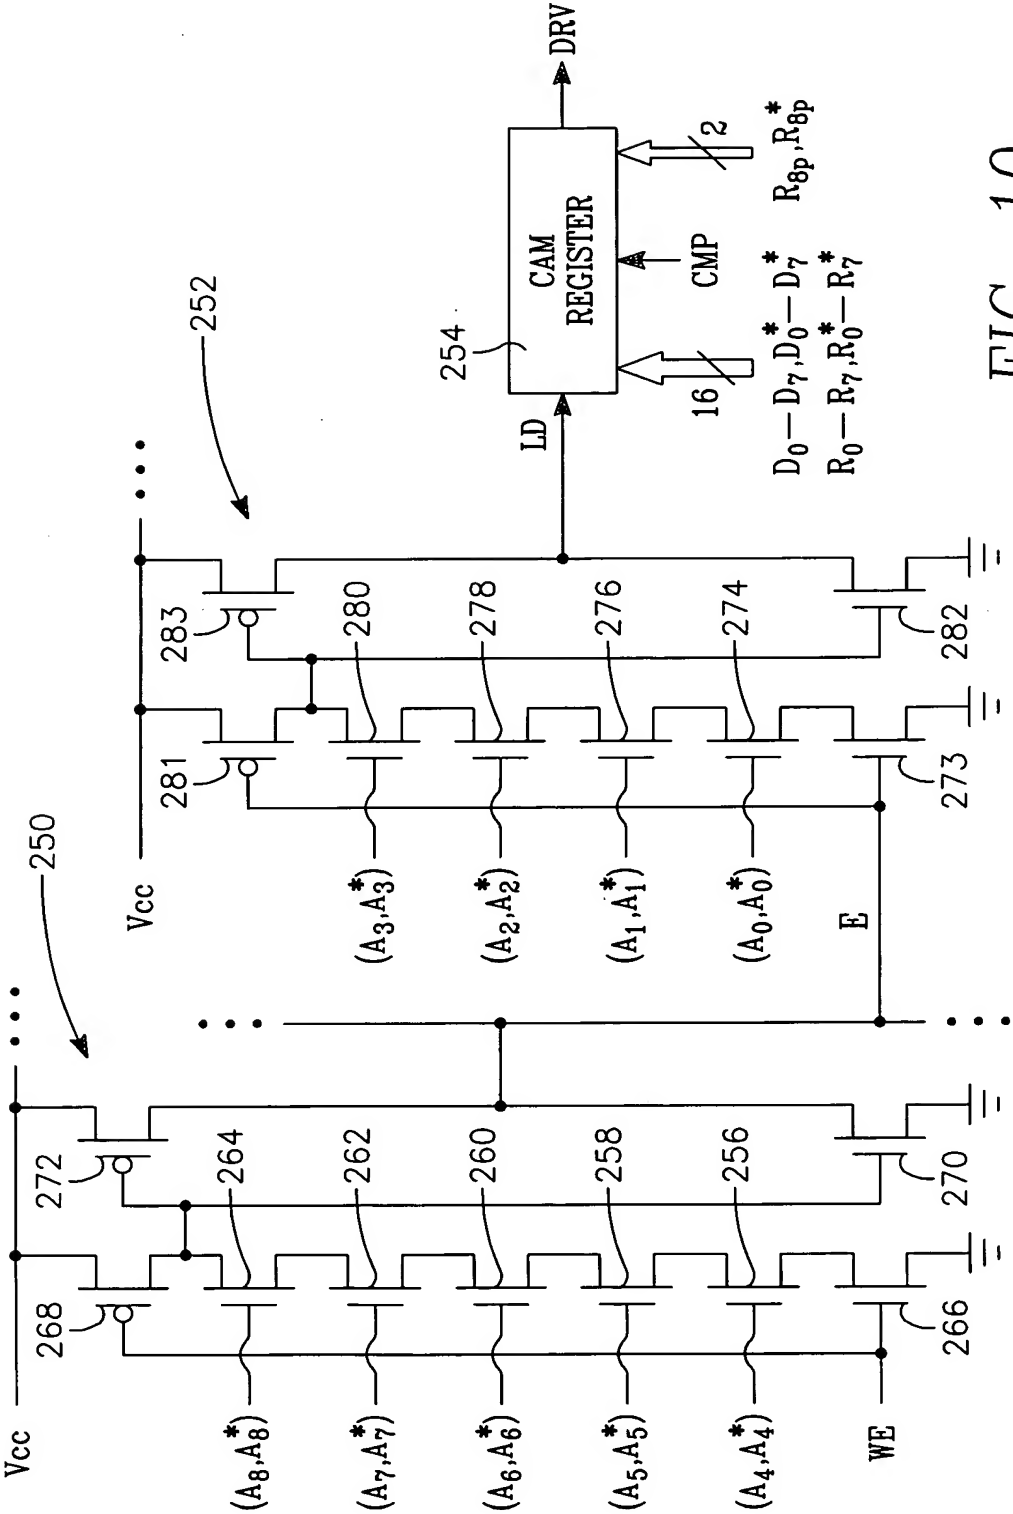 Vcc
250
272
268
264
262
260
258
256
(A8,A8*)
(A7,A7*)
(A6,A6*)
(A5,A5*)
(A4,A4*)
WE
270
266
Vcc
252
283
281
280
278
276
274
(A3,A3*)
(A2,A2*)
(A1,A1*)
(A0,A0*)
E
282
273
LD
254
CAM
REGISTER
DRV
16
CMP
2
D0—D7,D0*—D7*
R0—R7,R0*—R7*
R8p,R8p*
FIG. 10